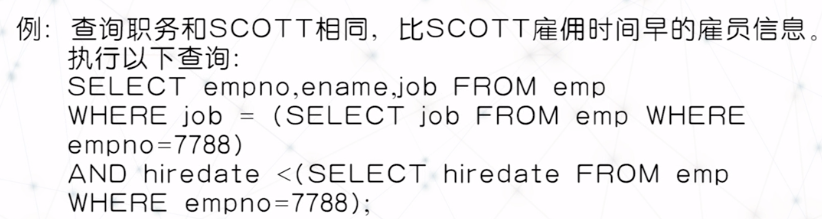 例：查询职务和SCOTT相同，比SCOTT雇佣时间早的雇员信息。
执行以下查询:
SELECT empno,ename,job FROM emp
WHERE job = (SELECT job FROM emp WHERE
empno=7788)
AND hiredate <(SELECT hiredate FROM emp
WHERE empno=7788);